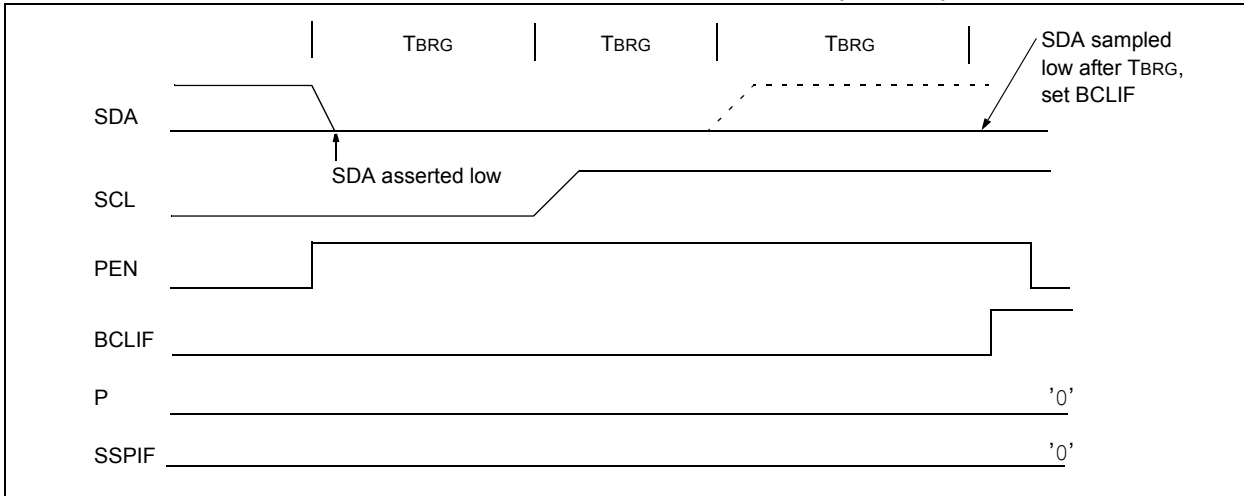 TBRG TBRG TBRG
SDA sampled
low after TBRG,
set BCLIF
SDA
SDA asserted low
SCL
PEN
BCLIF
P '0'
SSPIF '0'